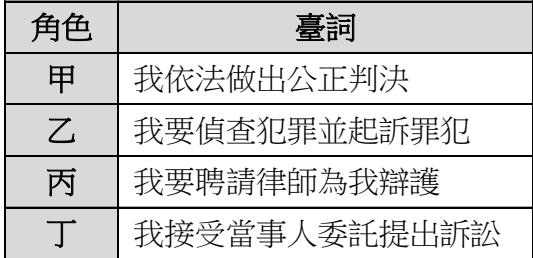 角色 臺詞
甲 我依法做出公正判決
乙 我要偵查犯罪並起訴罪犯
丙 我要聘請律師為我辯護
丁 我接受當事人委託提出訴訟